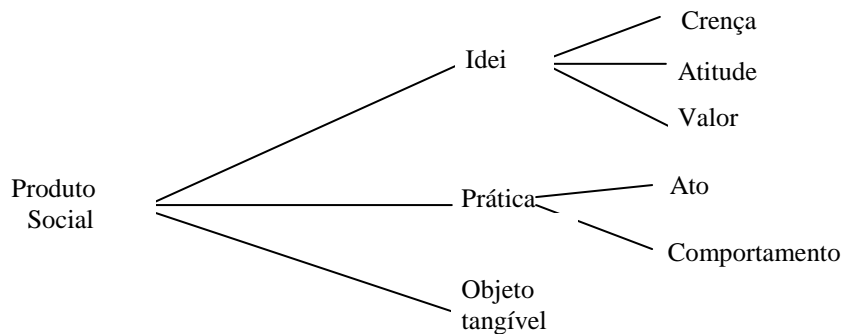 Crença
Idei
Atitude
Valor
Produto
Social
Prática
Ato
Comportamento
Objeto
tangível